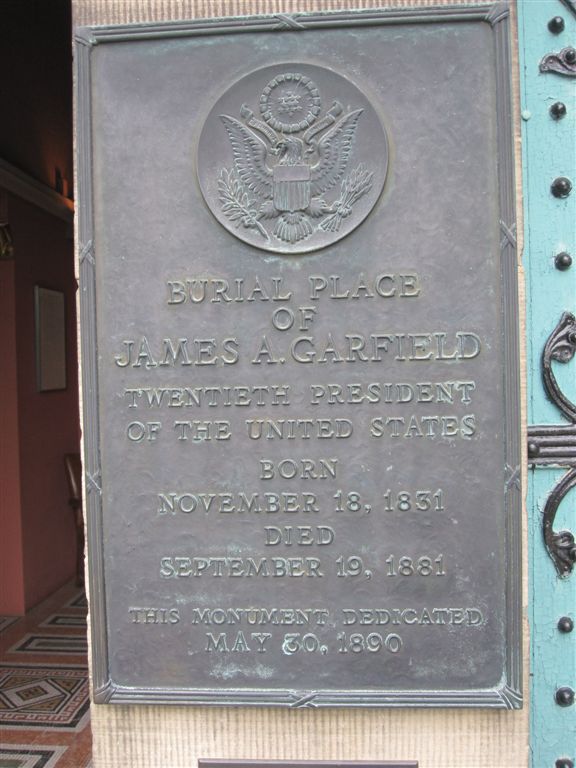 BURIAL PLACE
OF
JAMES A. GARFIELD
TWENTIETH PRESIDENT
OF THE UNITED STATES
BORN
NOVEMBER 18, 1831
DIED
SEPTEMBER 19, 1881
THIS MONUMENT DEDICATED
MAY 30, 1890